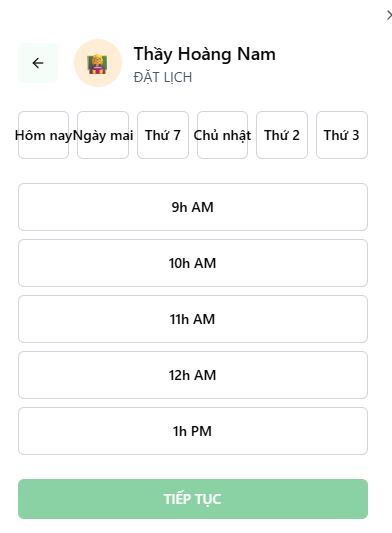 Thầy Hoàng Nam
ĐẶT LỊCH
Hôm nay Ngày mai Thứ 7 Chủ nhật Thứ 2 Thứ 3
9h AM
10h AM
11h AM
12h AM
1h PM
TIẾP TỤC